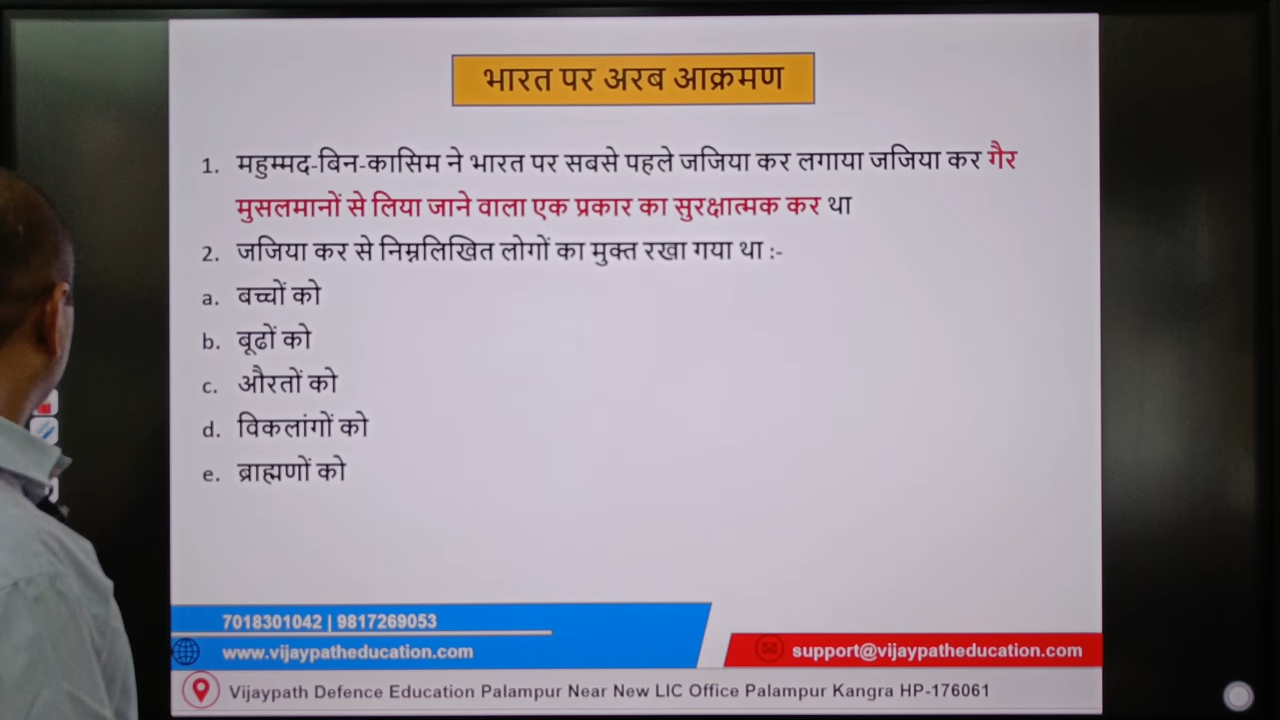 भारत पर अरब आक्रमण
1. महुम्मद-बिन-कासिम ने भारत पर सबसे पहले जजिया कर लगाया जजिया कर गैर
मुसलमानों से लिया जाने वाला एक प्रकार का सुरक्षात्मक कर था
2. जजिया कर से निम्नलिखित लोगों का मुक्त रखा गया था :-
a. बच्चों को
b. बूढों को
c. औरतों को
d. विकलांगों को
e. ब्राह्मणों को
7018301042 | 9817269053
www.vijaypatheducation.com
support@vijaypatheducation.com
Vijaypath Defence Education Palampur Near New LIC Office Palampur Kangra HP-176061